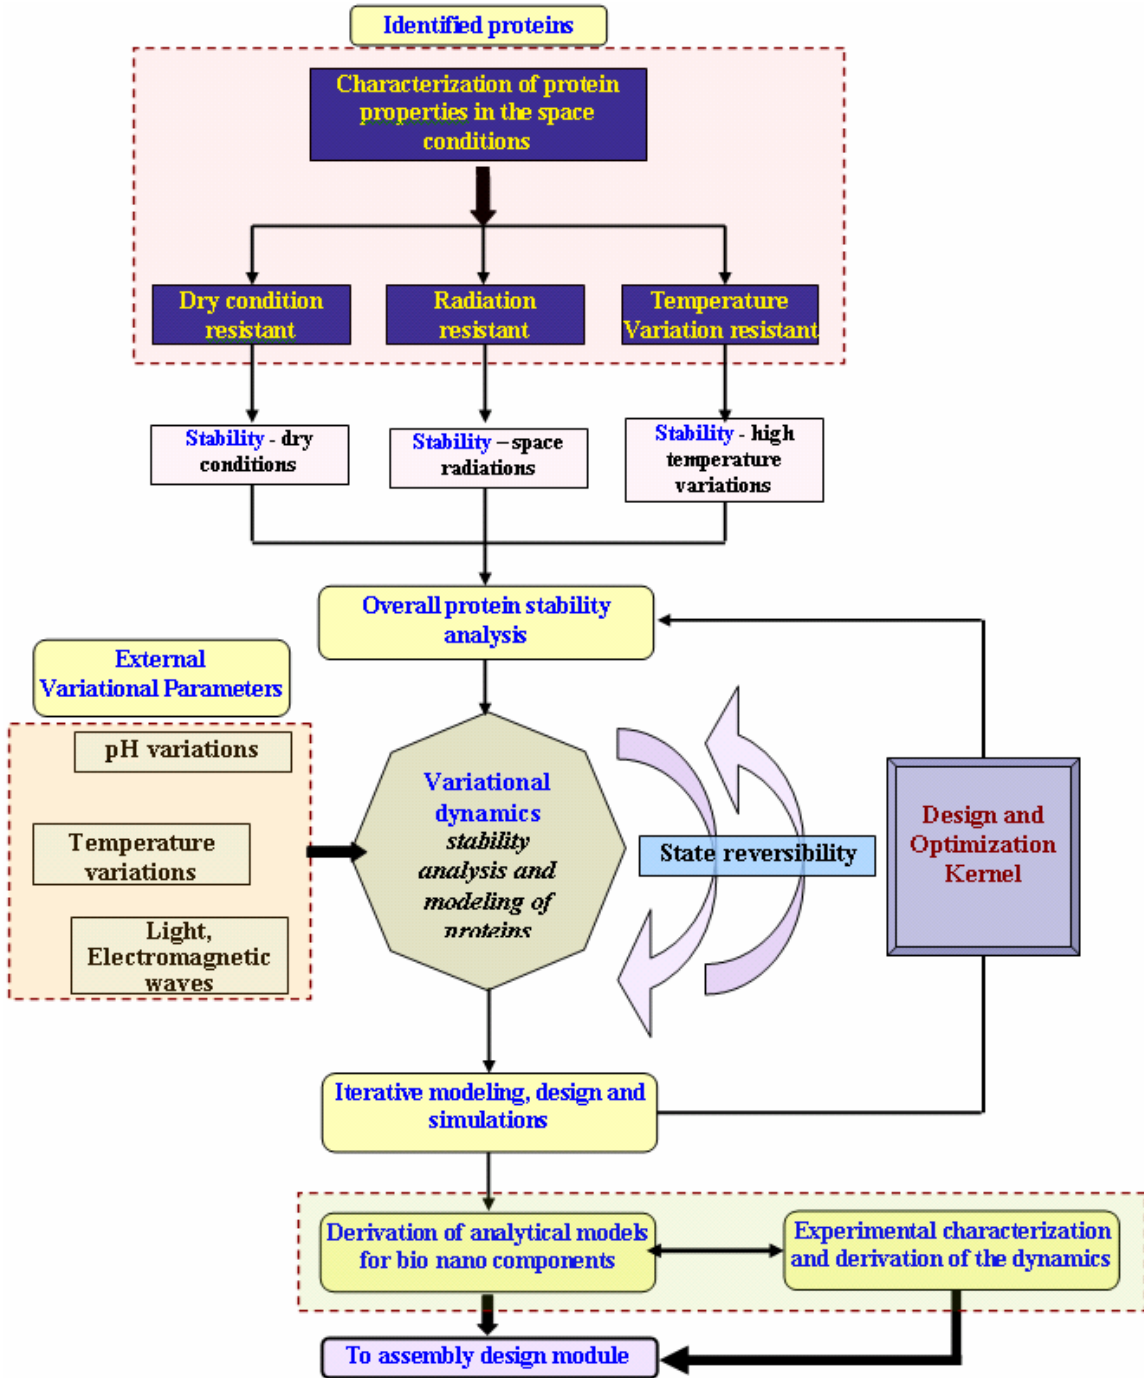 Identified proteins
Characterization of protein
properties in the space
conditions
Dry condition
resistant
Radiation
resistant
Temperature
Variation resistant
Stability - dry
conditions
Stability – space
radiations
Stability - high
temperature
variations
Overall protein stability
analysis
External
Variational Parameters
pH variations
Temperature
variations
Light,
Electromagnetic
waves
Variational
dynamics
stability
analysis and
modeling of
proteins
State reversibility
Design and
Optimization
Kernel
Iterative modeling, design and
simulations
Derivation of analytical models
for bio nano components
Experimental characterization
and derivation of the dynamics
To assembly design module